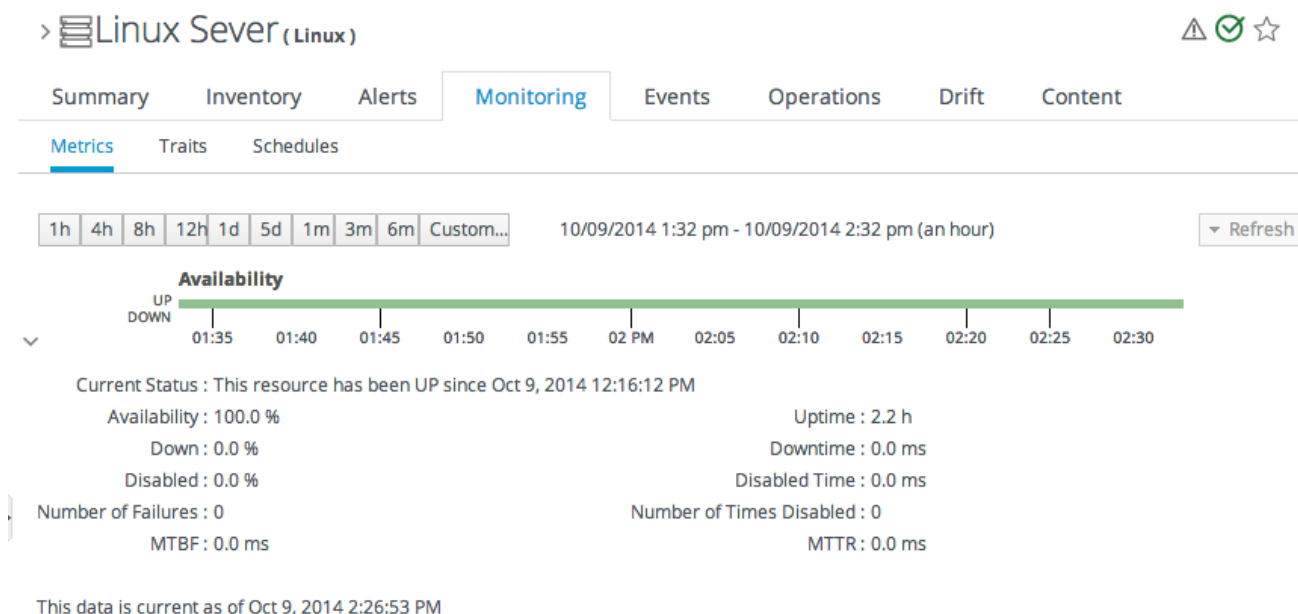 Linux Sever ( Linux )
Summary Inventory Alerts Monitoring Events Operations Drift Content
Metrics Traits Schedules
1h 4h 8h 12h 1d 5d 1m 3m 6m Custom... 10/09/2014 1:32 pm - 10/09/2014 2:32 pm (an hour) Refresh
Availability
UP
DOWN
01:35 01:40 01:45 01:50 01:55 02 PM 02:05 02:10 02:15 02:20 02:25 02:30
Current Status : This resource has been UP since Oct 9, 2014 12:16:12 PM
Availability : 100.0 % Uptime : 2.2 h
Down : 0.0 % Downtime : 0.0 ms
Disabled : 0.0 % Disabled Time : 0.0 ms
Number of Failures : 0 Number of Times Disabled : 0
MTBF : 0.0 ms MTTR : 0.0 ms
This data is current as of Oct 9, 2014 2:26:53 PM